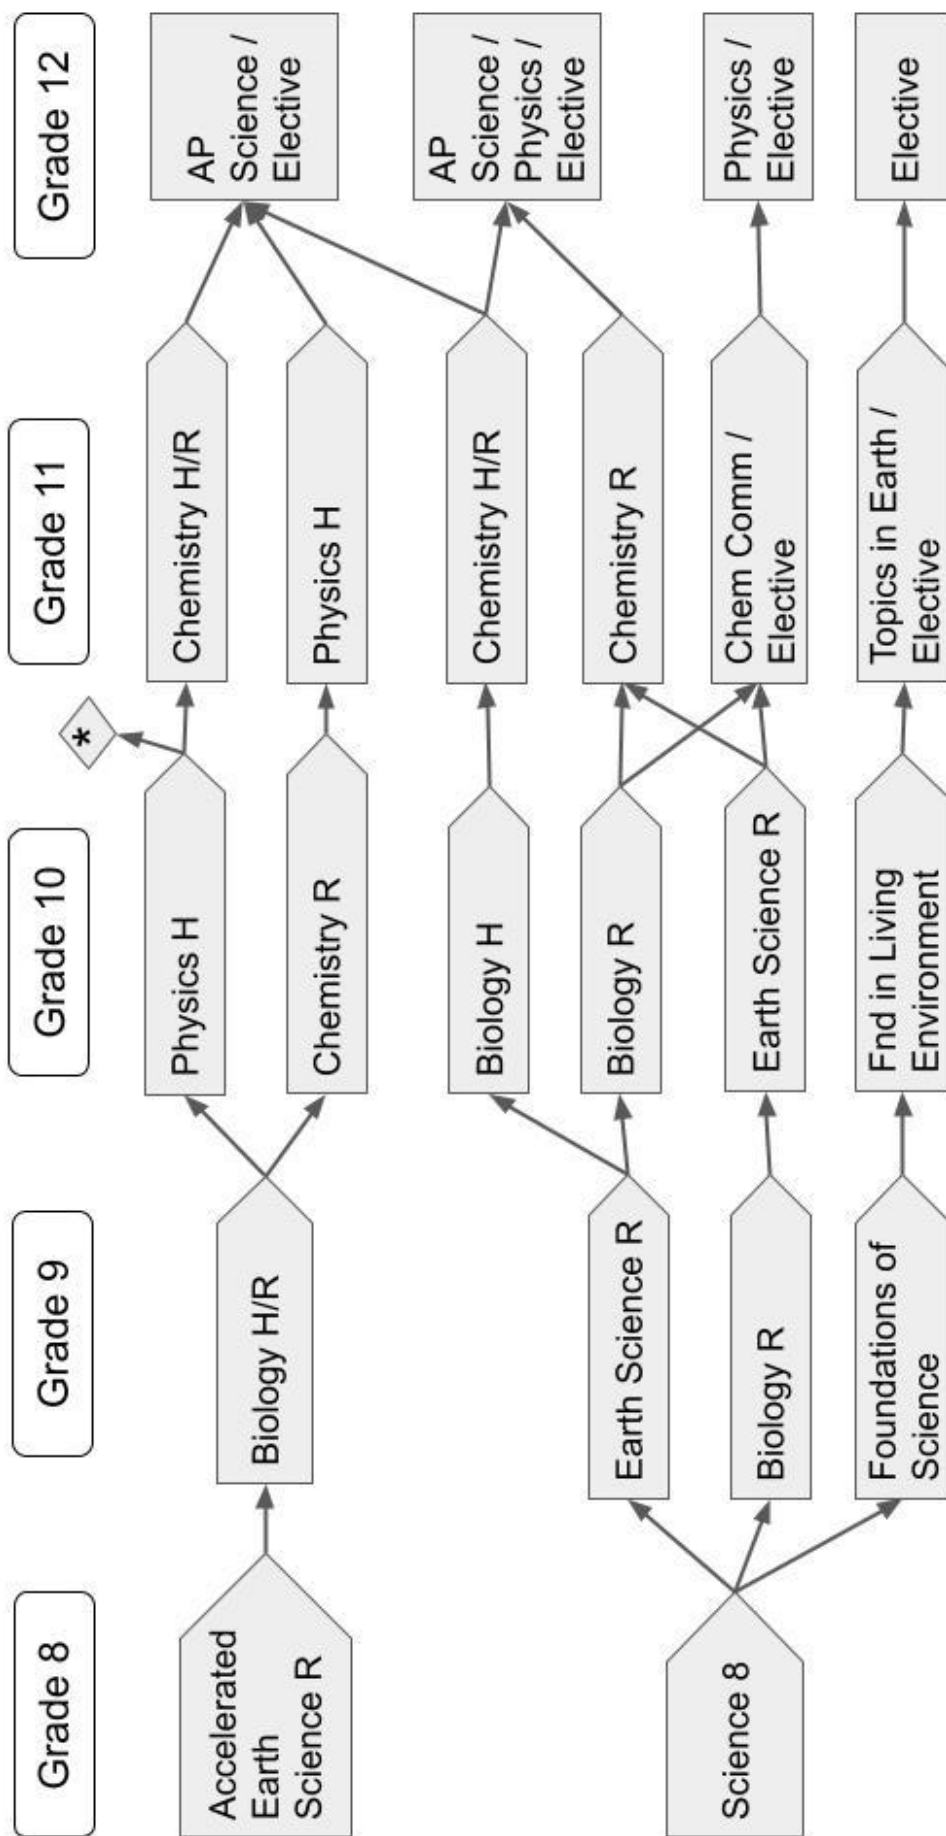 Grade 8
Grade 9
Grade 10
Grade 11
Grade 12
*
Accelerated
Earth
Science R
Biology H/R
Physics H
Chemistry H/R
AP
Science /
Elective
Chemistry R
Physics H
Science 8
Earth Science R
Biology H
Chemistry H/R
AP
Science /
Physics /
Elective
Biology R
Chemistry R
Biology R
Earth Science R
Chem Comm /
Elective
Physics /
Elective
Foundations of
Science
Fnd in Living
Environment
Topics in Earth /
Elective
Elective